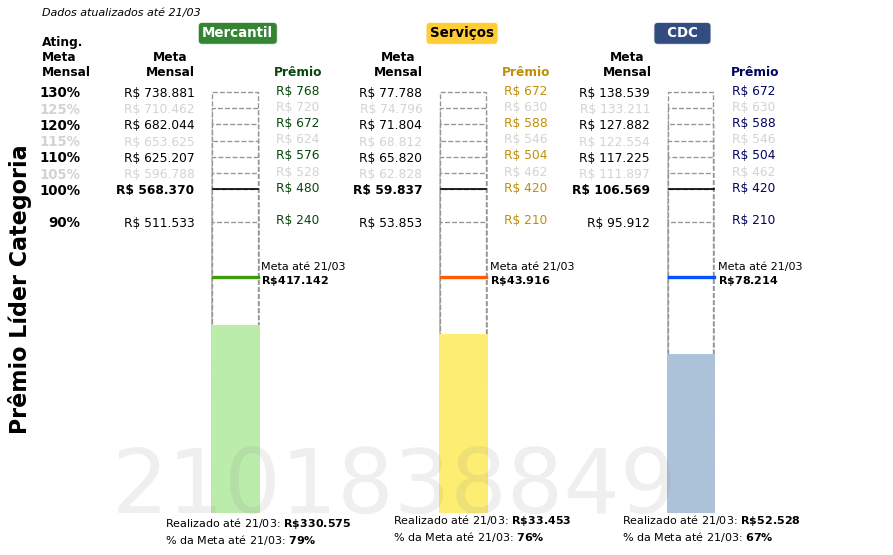 Dados atualizados até 21/03
Mercantil Serviços CDC
Ating. Meta Mensal
Meta Mensal Prêmio Meta Mensal Prêmio Meta Mensal Prêmio
130% R$ 738.881 R$ 768 R$ 77.788 R$ 672 R$ 138.539 R$ 672
125% R$ 710.462 R$ 720 R$ 74.796 R$ 630 R$ 133.211 R$ 630
120% R$ 682.044 R$ 672 R$ 71.804 R$ 588 R$ 127.882 R$ 588
115% R$ 653.625 R$ 624 R$ 68.812 R$ 546 R$ 122.554 R$ 546
110% R$ 625.207 R$ 576 R$ 65.820 R$ 504 R$ 117.225 R$ 504
105% R$ 596.788 R$ 528 R$ 62.828 R$ 462 R$ 111.897 R$ 462
100% R$ 568.370 R$ 480 R$ 59.837 R$ 420 R$ 106.569 R$ 420
90% R$ 511.533 R$ 240 R$ 53.853 R$ 210 R$ 95.912 R$ 210
Meta até 21/03 Meta até 21/03 Meta até 21/03
R$417.142 R$43.916 R$78.214
Prêmio Líder Categoria
2101838849
Realizado até 21/03: R$330.575 Realizado até 21/03: R$33.453 Realizado até 21/03: R$52.528
% da Meta até 21/03: 79% % da Meta até 21/03: 76% % da Meta até 21/03: 67%